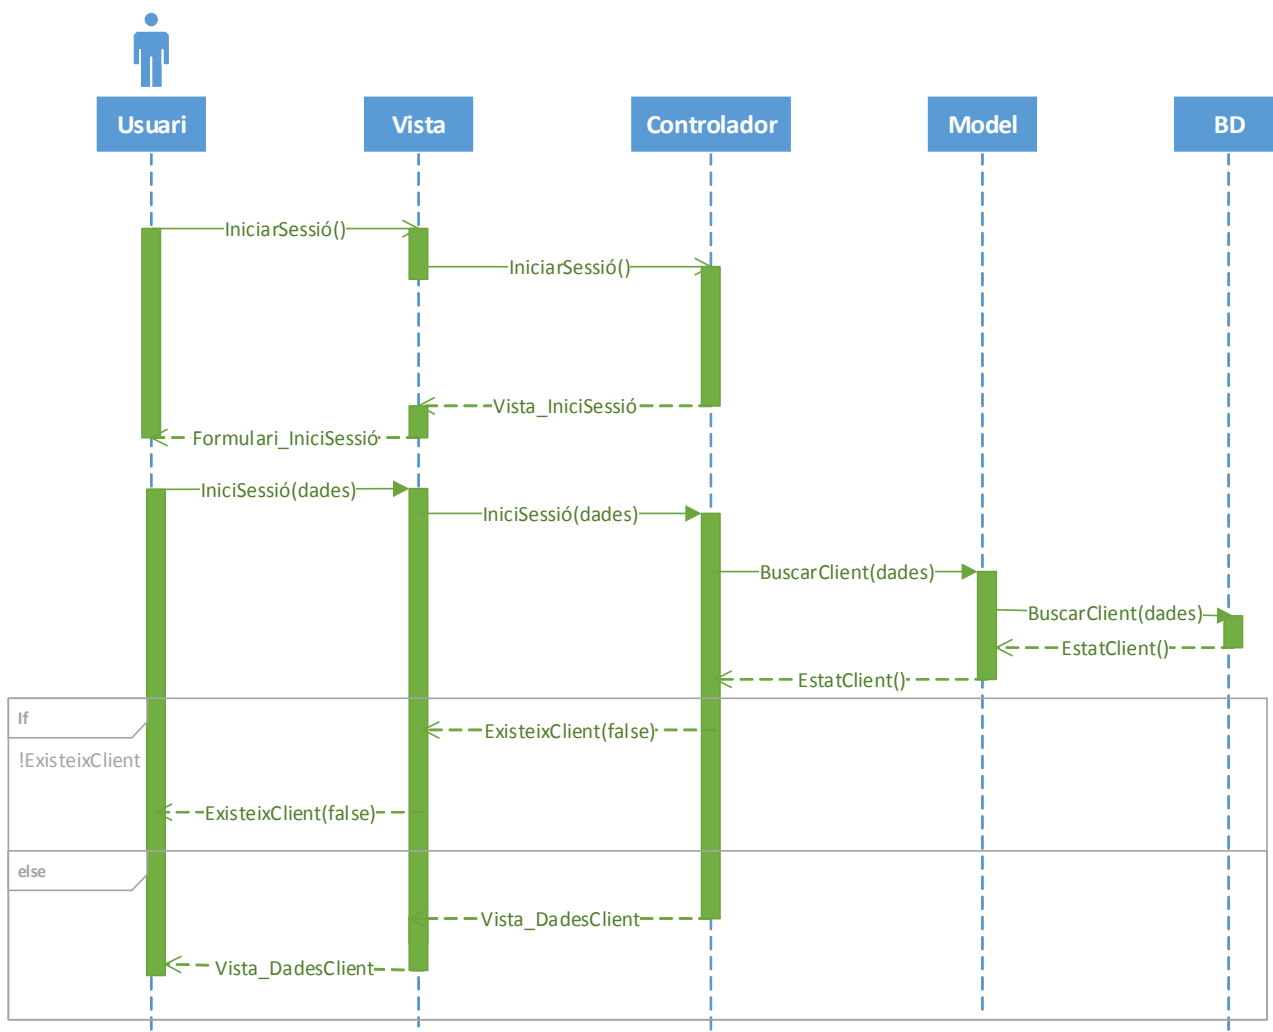 Usuari
Vista
Controlador
Model
BD
IniciarSessió()
IniciarSessió()
Vista_IniciSessió
Formulari_IniciSessió
IniciSessió(dades)
IniciSessió(dades)
BuscarClient(dades)
BuscarClient(dades)
EstatClient()
EstatClient()
If
ExisteixClient(false)
!ExisteixClient
ExisteixClient(false)
else
Vista_DadesClient
Vista_DadesClient